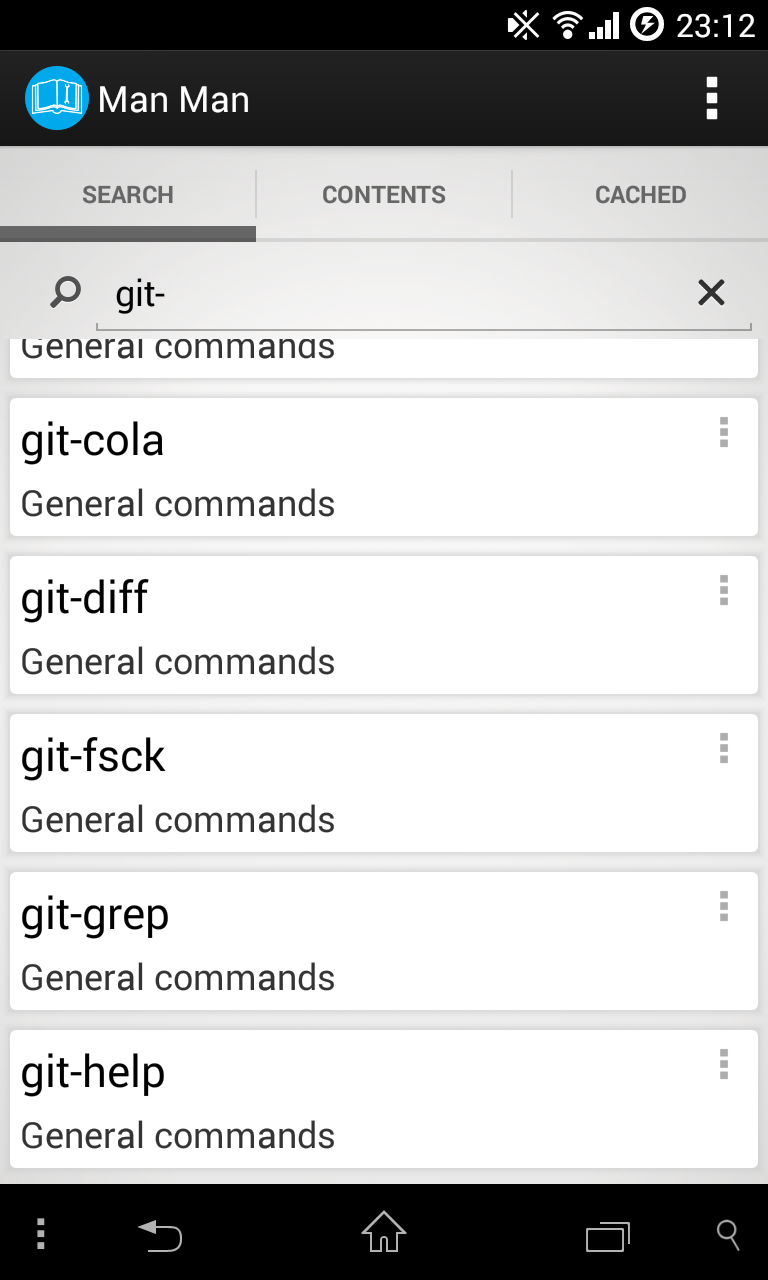 23:12
Man Man
SEARCH
CONTENTS
CACHED
git-
General commands
git-cola
General commands
git-diff
General commands
git-fsck
General commands
git-grep
General commands
git-help
General commands